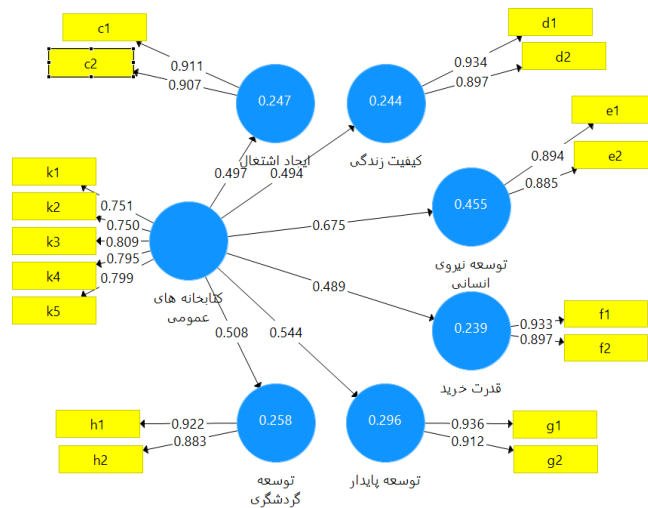 c1
d1
c2
d2
0.911
0.907
0.934
0.897
0.247
0.244
e1
e2
ایجاد اشتغال
کیفیت زندگی
0.894
0.885
0.497
0.494
k1
k2
k3
k4
k5
0.751
0.750
0.809
0.795
0.799
0.675
0.455
توسعه نیروی
انسانی
کتابخانه های
عمومی
0.489
0.239
0.933
0.897
f1
f2
قدرت خرید
0.508
0.544
h1
h2
0.922
0.883
0.258
0.296
0.936
0.912
g1
g2
توسعه
گردشگری
توسعه پایدار